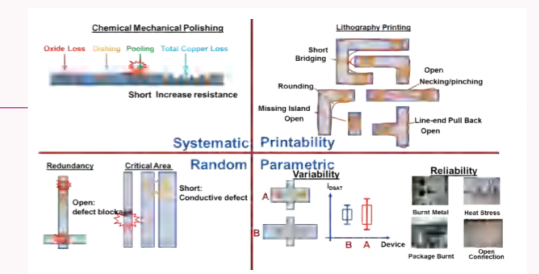 Chemical Mechanical Polishing
Oxide Loss Dishing Pooling Total Copper Loss
Short Increase resistance
Systematic
Lithography Printing
Short
Bridging
Open
Necking/pinching
Rounding
Missing Island
Open
Line-end Pull Back
Open
Printability
Random
Redundancy
Critical Area
Open:
defect blockage
Short:
Conductive defect
Parametric
Variability
IDSAT
A
B
B A Device
Reliability
Burnt Metal Heat Stress
Package Burnt Open
Connection